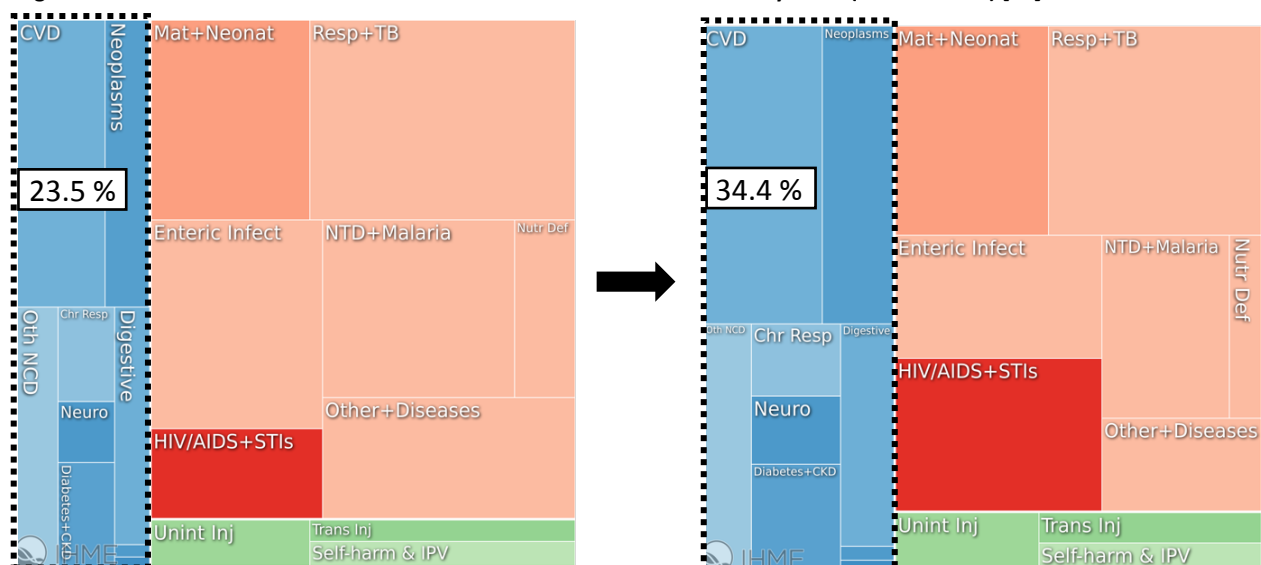 CVD
Neoplasms
Mat+Neonat
Resp+TB
23.5 %
Enteric Infect
NTD+Malaria
Nutr Def
Oth NCD
Chr Resp
Digestive
Neuro
Other+Diseases
HIV/AIDS+STIs
Diabetes+CKD
Unint Inj
Trans Inj
Self-harm & IPV
IHME
CVD
Neoplasms
Mat+Neonat
Resp+TB
34.4 %
Enteric Infect
NTD+Malaria
Nutr Def
Oth NCD
Chr Resp
Digestive
HIV/AIDS+STIs
Neuro
Other+Diseases
Diabetes+CKD
Unint Inj
Trans Inj
Self-harm & IPV
IHME